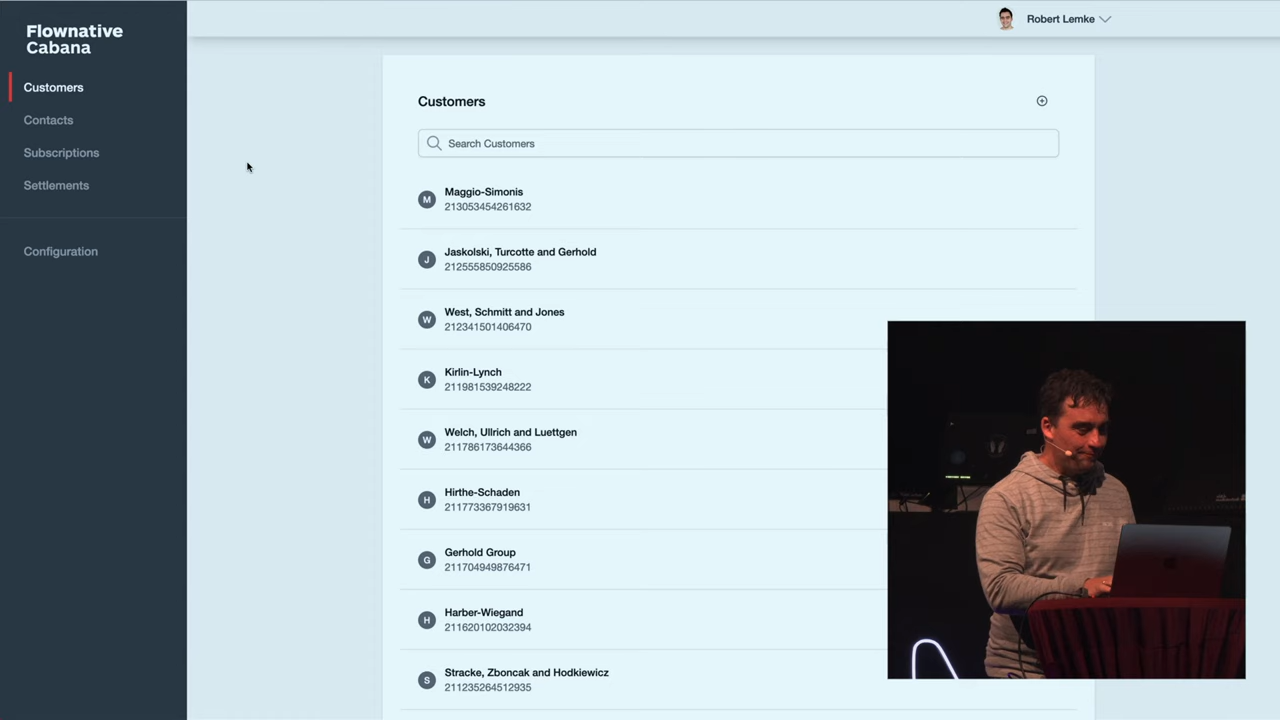 Flownative
Cabana
Customers
Contacts
Subscriptions
Settlements
Configuration
Robert Lemke
Customers
Search Customers
M
Maggio-Simonis
213053454261632
J
Jaskolski, Turcotte and Gerhold
212555850925586
W
West, Schmitt and Jones
212341501406470
K
Kirlin-Lynch
211981539248222
W
Welch, Ullrich and Luettgen
211786173644366
H
Hirthe-Schaden
211773367919631
G
Gerhold Group
211704949876471
H
Harber-Wiegand
211620102032394
S
Stracke, Zboncak and Hodkiewicz
211235264512935